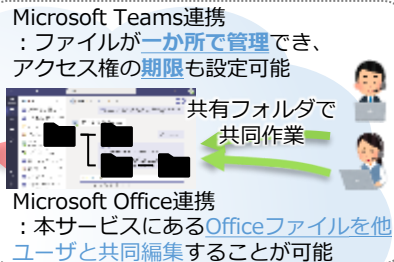 Microsoft Teams連携
：ファイルが一か所で管理でき、
アクセス権の期限も設定可能
共有フォルダで
共同作業
Microsoft Office連携
：本サービスにあるOfficeファイルを他
ユーザと共同編集することが可能